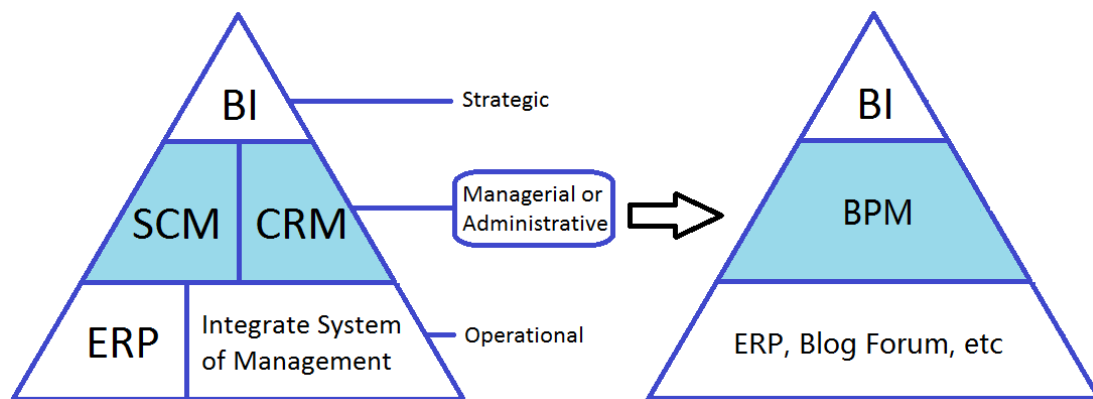 BI
Strategic
SCM
CRM
Managerial or
Administrative
ERP
Integrate System
of Management
Operational
BI
BPM
ERP, Blog Forum, etc